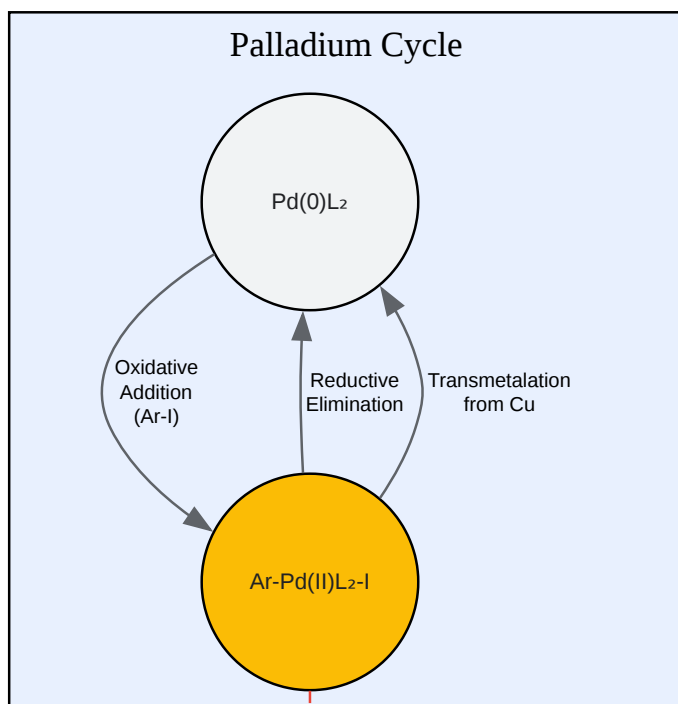 Palladium Cycle
Pd(0)L₂
Oxidative
Addition
(Ar-I)
Reductive
Elimination
Transmetalation
from Cu
Ar-Pd(II)L₂-I